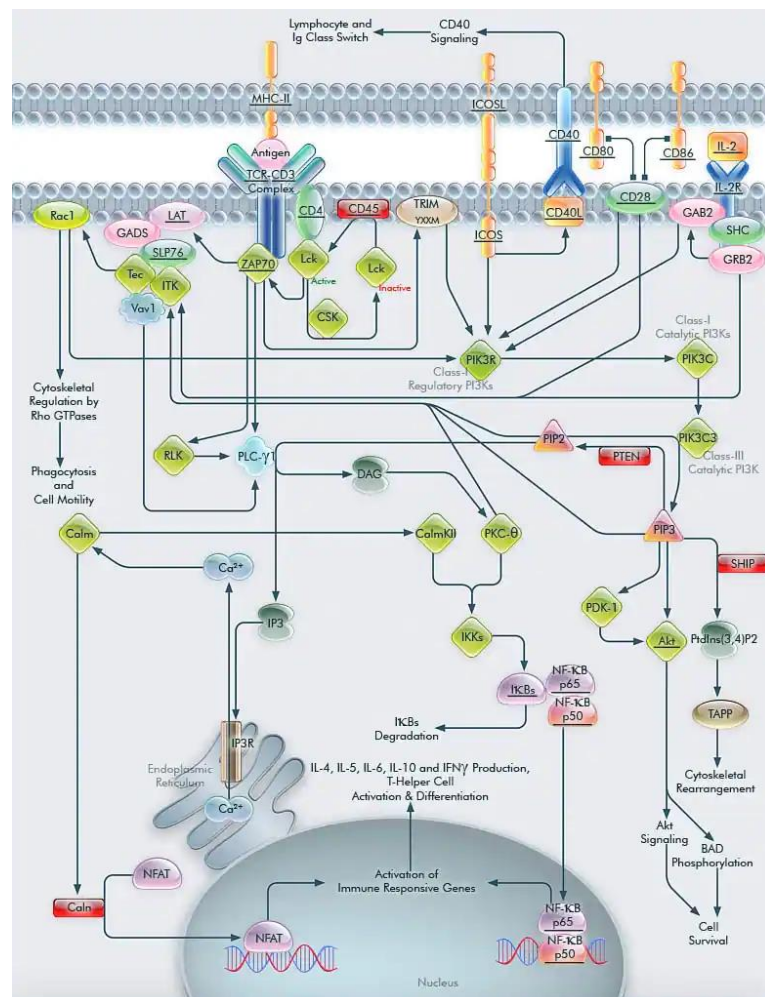 Lymphocyte and
Ig Class Switch
CD40
Signaling
MHC-II
ICOSL
CD40
CD80
CD86
IL-2
Antigen
TCR-CD3
Complex
IL-2R
Rac1
LAT
GADS
SLP76
Tec
ITK
Vav1
ZAP70
CD4
CD45
Lck
Active
Lck
Inactive
CSK
TRIM
YXXM
ICOS
CD40L
CD28
GAB2
SHC
GRB2
Class-I
Catalytic PI3Ks
PIK3R
Class-I
Regulatory PI3Ks
PIK3C
Cytoskeletal
Regulation by
Rho GTPases
Phagocytosis
and
Cell Motility
RLK
PLC-γ1
PIP2
PTEN
PIK3C3
Class-III
Catalytic PI3K
DAG
Calm
CalmKII
PKC-θ
PIP3
SHIP
Ca²⁺
IP3
IKKs
PDK-1
Akt
PtdIns(3,4)P2
IκBs
NF-κB
p65
NF-κB
p50
TAPP
IκBs
Degradation
IP3R
Endoplasmic
Reticulum
Ca²⁺
IL-4, IL-5, IL-6, IL-10 and IFNγ Production,
T-Helper Cell
Activation & Differentiation
Cytoskeletal
Rearrangement
Akt
Signaling
BAD
Phosphorylation
NFAT
Caln
Activation of
Immune Responsive Genes
NFAT
NF-κB
p65
NF-κB
p50
Cell
Survival
Nucleus